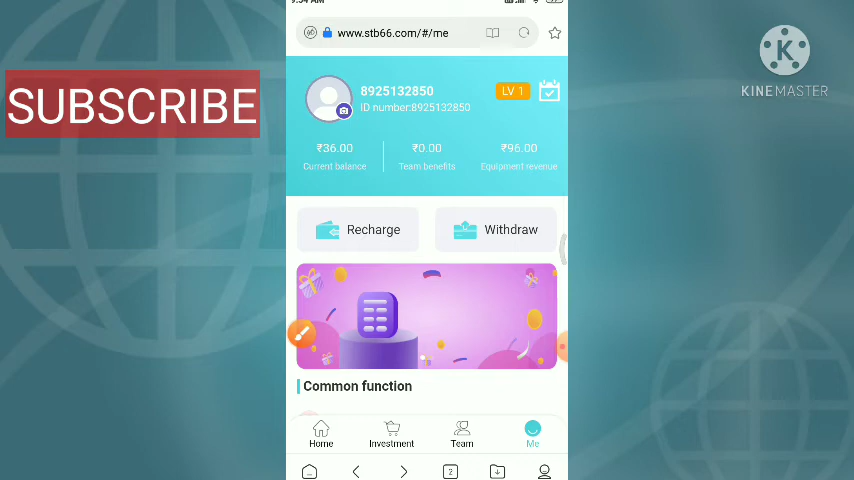 www.stb66.com/#/me
SUBSCRIBE
K
KINEMASTER
8925132850
ID number:8925132850
LV 1
₹36.00
₹0.00
₹96.00
Current balance
Team benefits
Equipment revenue
Recharge
Withdraw
Common function
Home
Investment
Team
Me
2